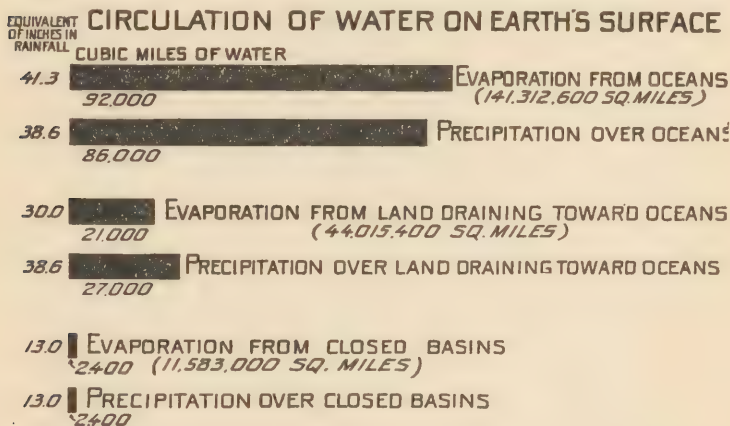 EQUIVALENT OF INCHES IN RAINFALL
CIRCULATION OF WATER ON EARTH'S SURFACE
CUBIC MILES OF WATER
41.3 EVAPORATION FROM OCEANS
92,000 (141,312,600 SQ. MILES)
38.6 PRECIPITATION OVER OCEANS
86,000
30.0 EVAPORATION FROM LAND DRAINING TOWARD OCEANS
21,000 (44,015,400 SQ. MILES)
38.6 PRECIPITATION OVER LAND DRAINING TOWARD OCEANS
27,000
13.0 EVAPORATION FROM CLOSED BASINS
2400 (11,583,000 SQ. MILES)
13.0 PRECIPITATION OVER CLOSED BASINS
2400